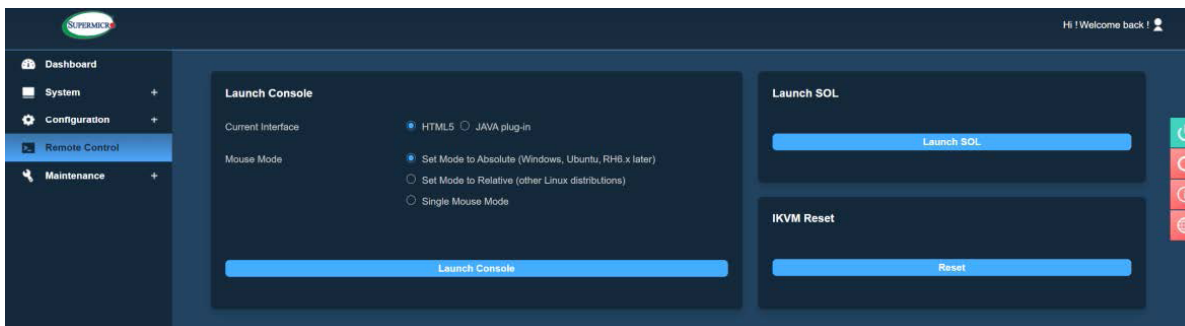 SUPERMICR
Hi ! Welcome back !
Dashboard
System +
Configuration +
Remote Control
Maintenance +
Launch Console
Current Interface HTML5 JAVA plug-in
Mouse Mode Set Mode to Absolute (Windows, Ubuntu, RH6.x later)
Set Mode to Relative (other Linux distributions)
Single Mouse Mode
Launch Console
Launch SOL
Launch SOL
IKVM Reset
Reset